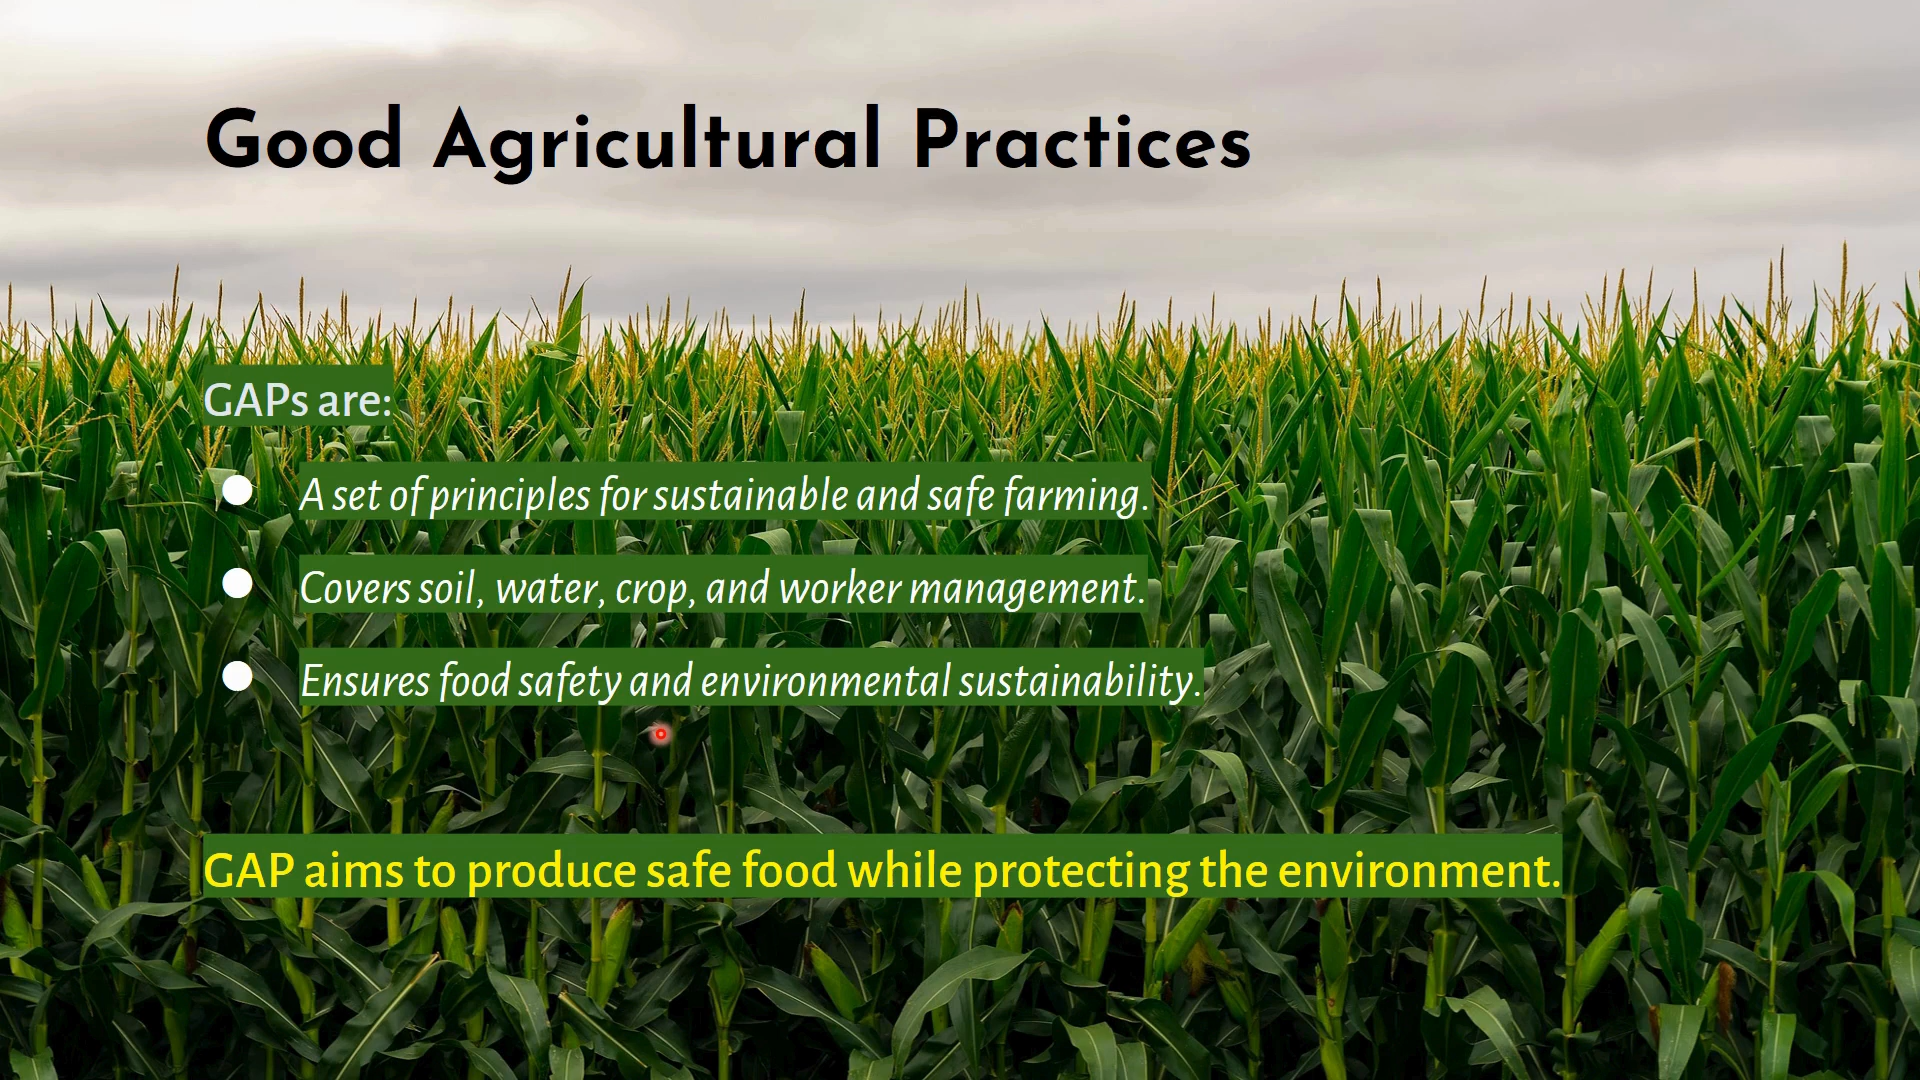 Good Agricultural Practices
GAPs are:
● A set of principles for sustainable and safe farming.
● Covers soil, water, crop, and worker management.
● Ensures food safety and environmental sustainability.
GAP aims to produce safe food while protecting the environment.